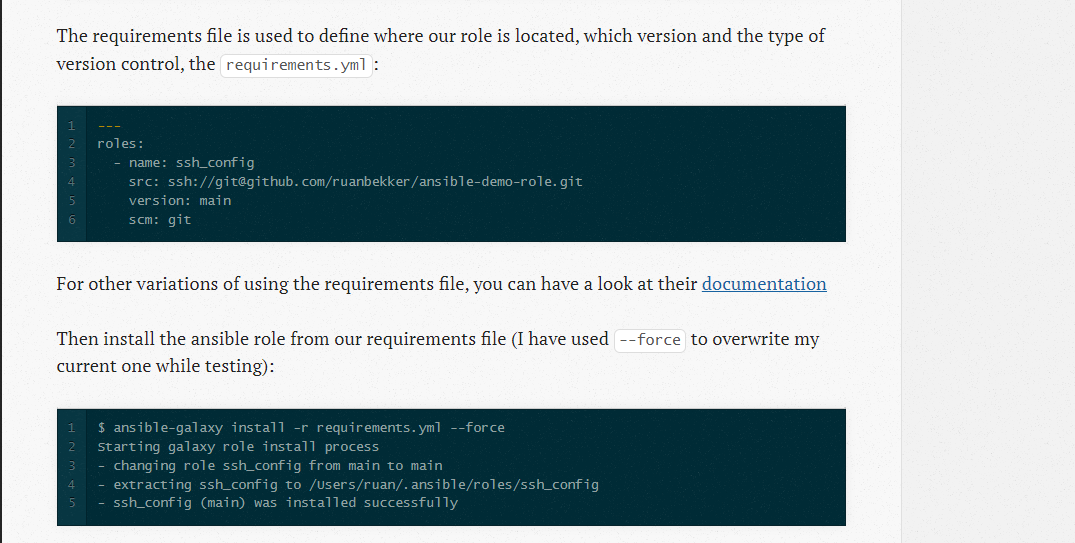 The requirements file is used to define where our role is located, which version and the type of
version control, the requirements.yml:
1 ---
2 roles:
3   - name: ssh_config
4     src: ssh://git@github.com/ruanbekker/ansible-demo-role.git
5     version: main
6     scm: git
For other variations of using the requirements file, you can have a look at their documentation
Then install the ansible role from our requirements file (I have used --force to overwrite my
current one while testing):
1 $ ansible-galaxy install -r requirements.yml --force
2 Starting galaxy role install process
3 - changing role ssh_config from main to main
4 - extracting ssh_config to /Users/ruan/.ansible/roles/ssh_config
5 - ssh_config (main) was installed successfully